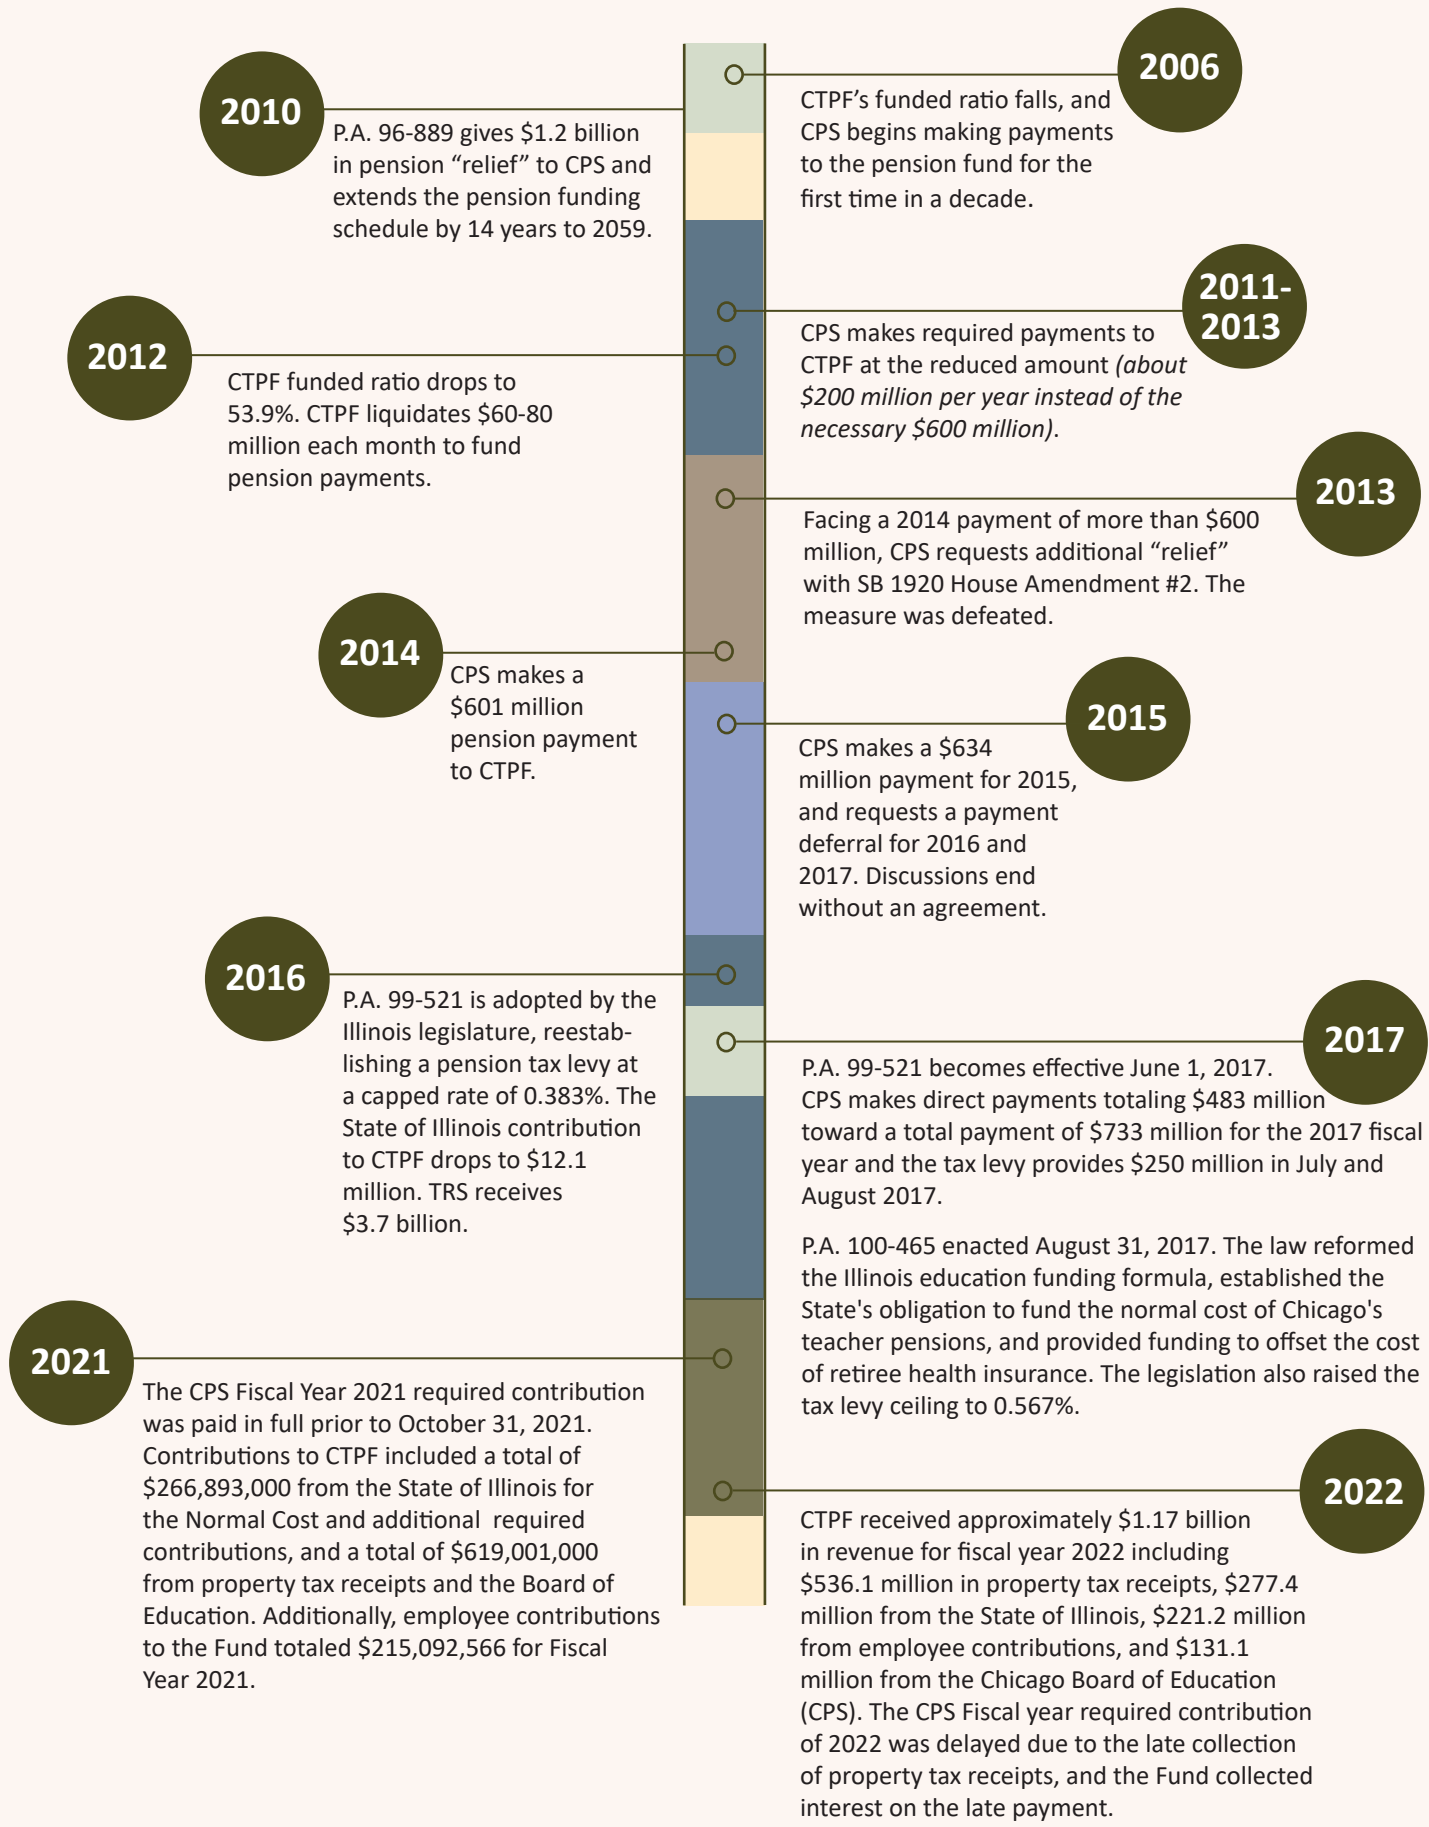 2006
CTPF’s funded ratio falls, and
CPS begins making payments
to the pension fund for the
first time in a decade.
2010
P.A. 96-889 gives $1.2 billion
in pension “relief” to CPS and
extends the pension funding
schedule by 14 years to 2059.
2011-
2013
CPS makes required payments to
CTPF at the reduced amount (about
$200 million per year instead of the
necessary $600 million).
2012
CTPF funded ratio drops to
53.9%. CTPF liquidates $60-80
million each month to fund
pension payments.
2013
Facing a 2014 payment of more than $600
million, CPS requests additional “relief”
with SB 1920 House Amendment #2. The
measure was defeated.
2014
CPS makes a
$601 million
pension payment
to CTPF.
2015
CPS makes a $634
million payment for 2015,
and requests a payment
deferral for 2016 and
2017. Discussions end
without an agreement.
2016
P.A. 99-521 is adopted by the
Illinois legislature, reestab-
lishing a pension tax levy at
a capped rate of 0.383%. The
State of Illinois contribution
to CTPF drops to $12.1
million. TRS receives
$3.7 billion.
2017
P.A. 99-521 becomes effective June 1, 2017.
CPS makes direct payments totaling $483 million
toward a total payment of $733 million for the 2017 fiscal
year and the tax levy provides $250 million in July and
August 2017.
P.A. 100-465 enacted August 31, 2017. The law reformed
the Illinois education funding formula, established the
State's obligation to fund the normal cost of Chicago's
teacher pensions, and provided funding to offset the cost
of retiree health insurance. The legislation also raised the
tax levy ceiling to 0.567%.
2021
The CPS Fiscal Year 2021 required contribution
was paid in full prior to October 31, 2021.
Contributions to CTPF included a total of
$266,893,000 from the State of Illinois for
the Normal Cost and additional  required
contributions, and a total of $619,001,000
from property tax receipts and the Board of
Education. Additionally, employee contributions
to the Fund totaled $215,092,566 for Fiscal
Year 2021.
2022
CTPF received approximately $1.17 billion
in revenue for fiscal year 2022 including
$536.1 million in property tax receipts, $277.4
million from the State of Illinois, $221.2 million
from employee contributions, and $131.1
million from the Chicago Board of Education
(CPS). The CPS Fiscal year required contribution
of 2022 was delayed due to the late collection
of property tax receipts, and the Fund collected
interest on the late payment.